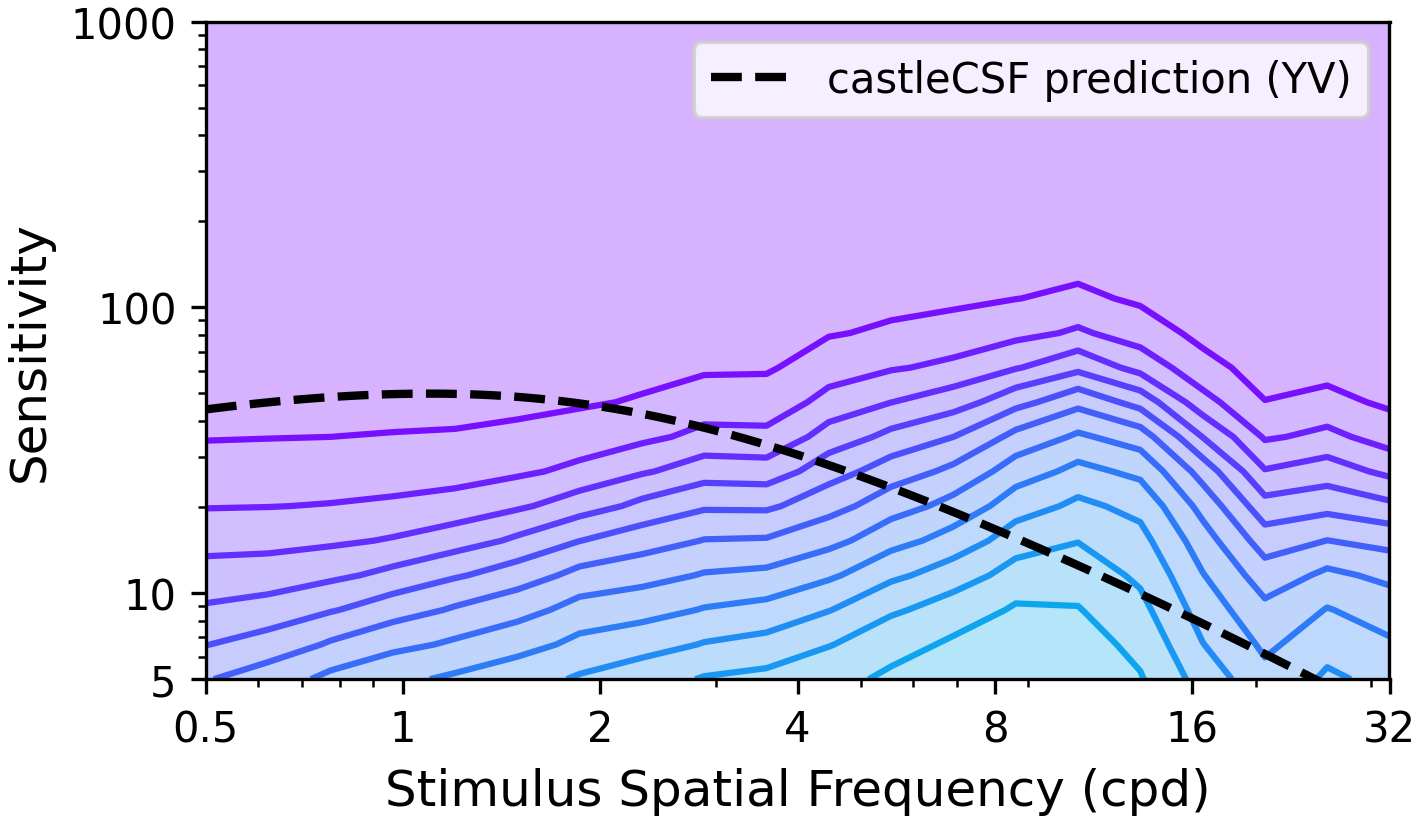 1000
100
10
5
Sensitivity
castleCSF prediction (YV)
0.5 1 2 4 8 16 32
Stimulus Spatial Frequency (cpd)